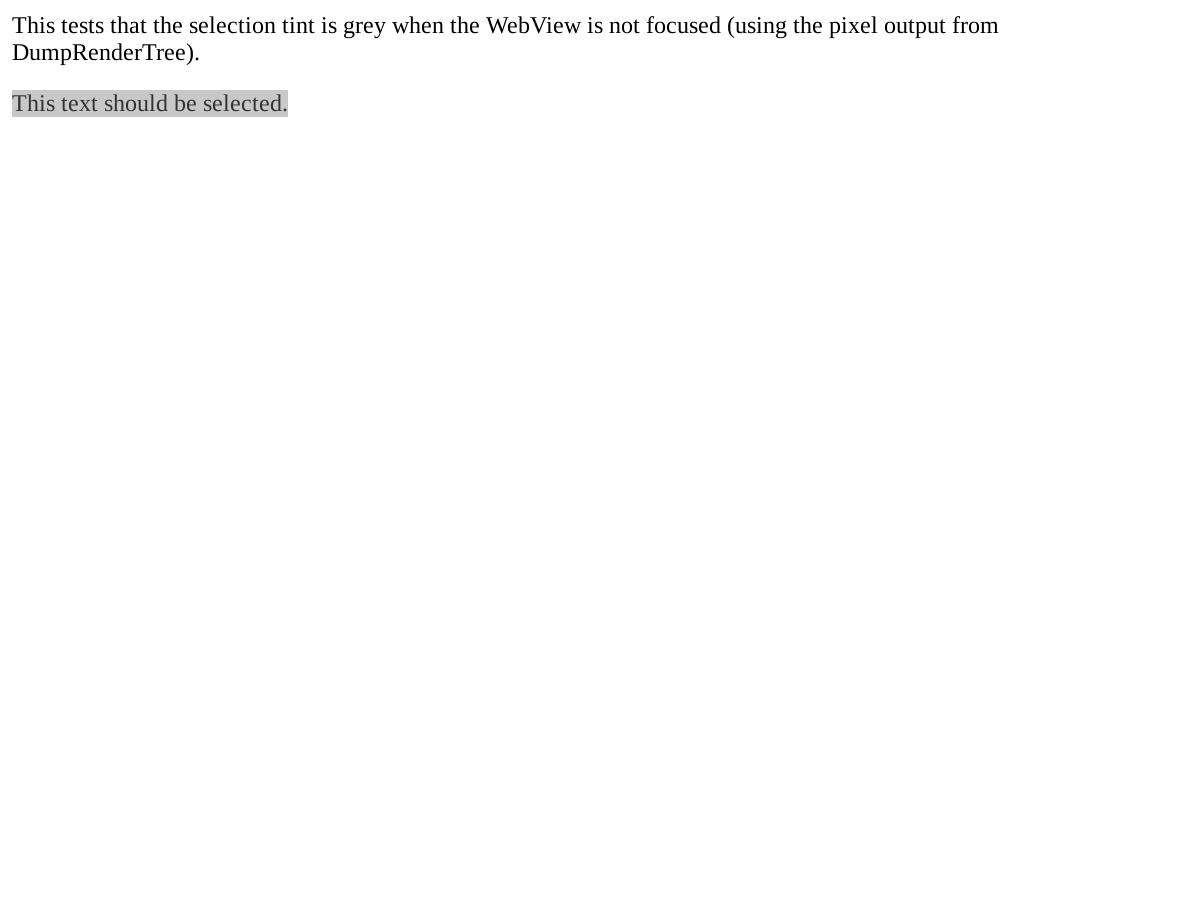 This tests that the selection tint is grey when the WebView is not focused (using the pixel output from
DumpRenderTree).
This text should be selected.